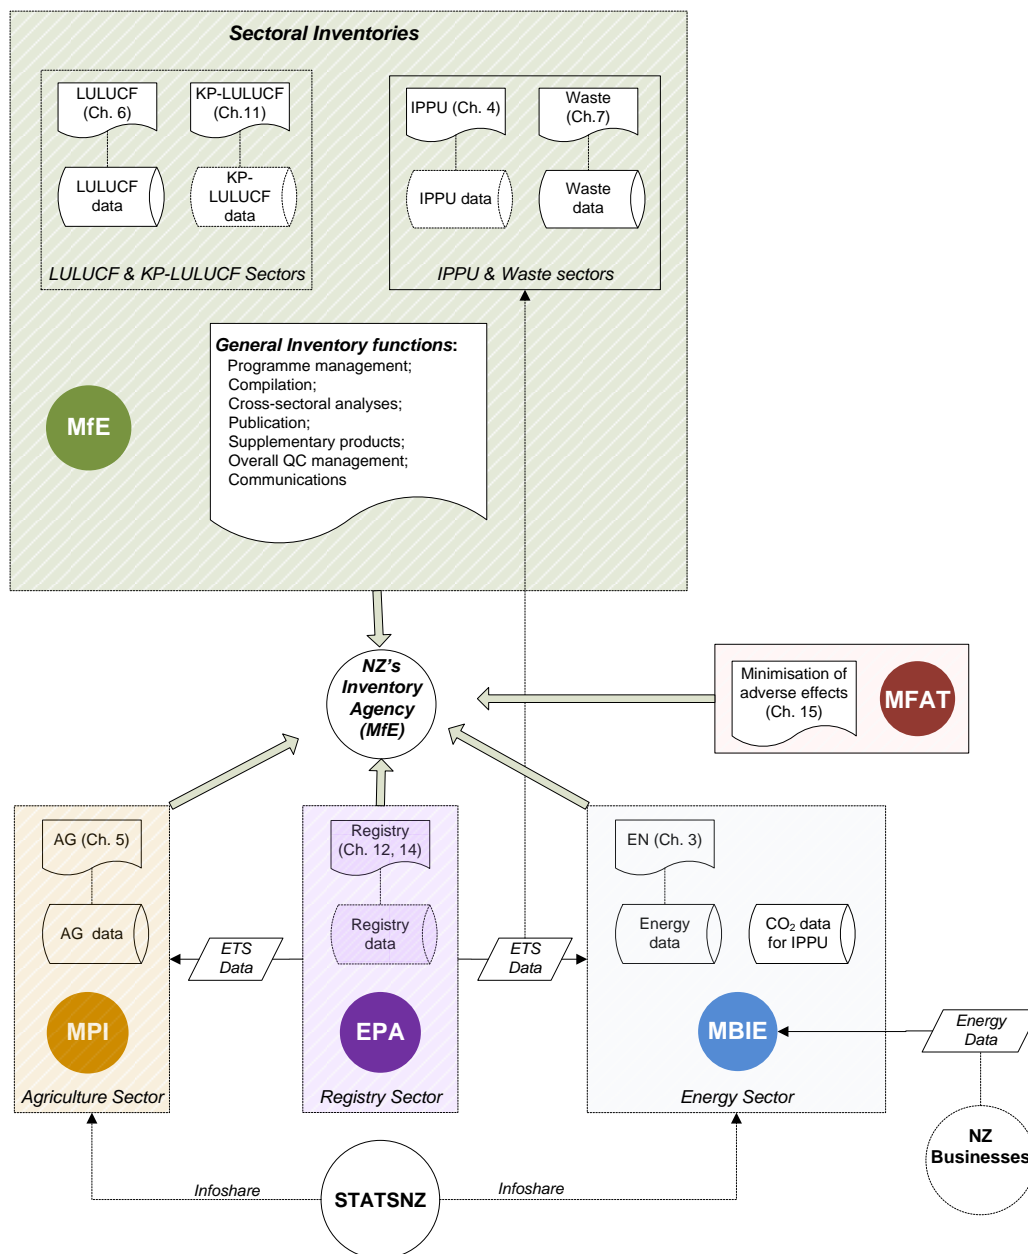 Sectoral Inventories
LULUCF
(Ch. 6)
KP-LULUCF
(Ch.11)
LULUCF
data
KP-
LULUCF
data
LULUCF & KP-LULUCF Sectors
IPPU (Ch. 4)
Waste
(Ch.7)
IPPU data
Waste
data
IPPU & Waste sectors
General Inventory functions:
Programme management;
Compilation;
Cross-sectoral analyses;
Publication;
Supplementary products;
Overall QC management;
Communications
MfE
NZ's
Inventory
Agency
(MfE)
Minimisation of
adverse effects
(Ch. 15)
MFAT
AG (Ch. 5)
AG data
MPI
Agriculture Sector
ETS
Data
Registry
(Ch. 12, 14)
Registry
data
EPA
Registry Sector
ETS
Data
EN (Ch. 3)
Energy
data
CO₂ data
for IPPU
MBIE
Energy Sector
Energy
Data
NZ
Businesses
Infoshare
STATSNZ
Infoshare